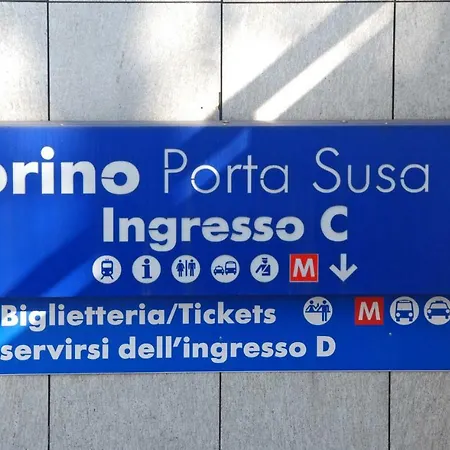 orino Porta Susa
Ingresso C
M
Biglietteria/Tickets M
servirsi dell'ingresso D